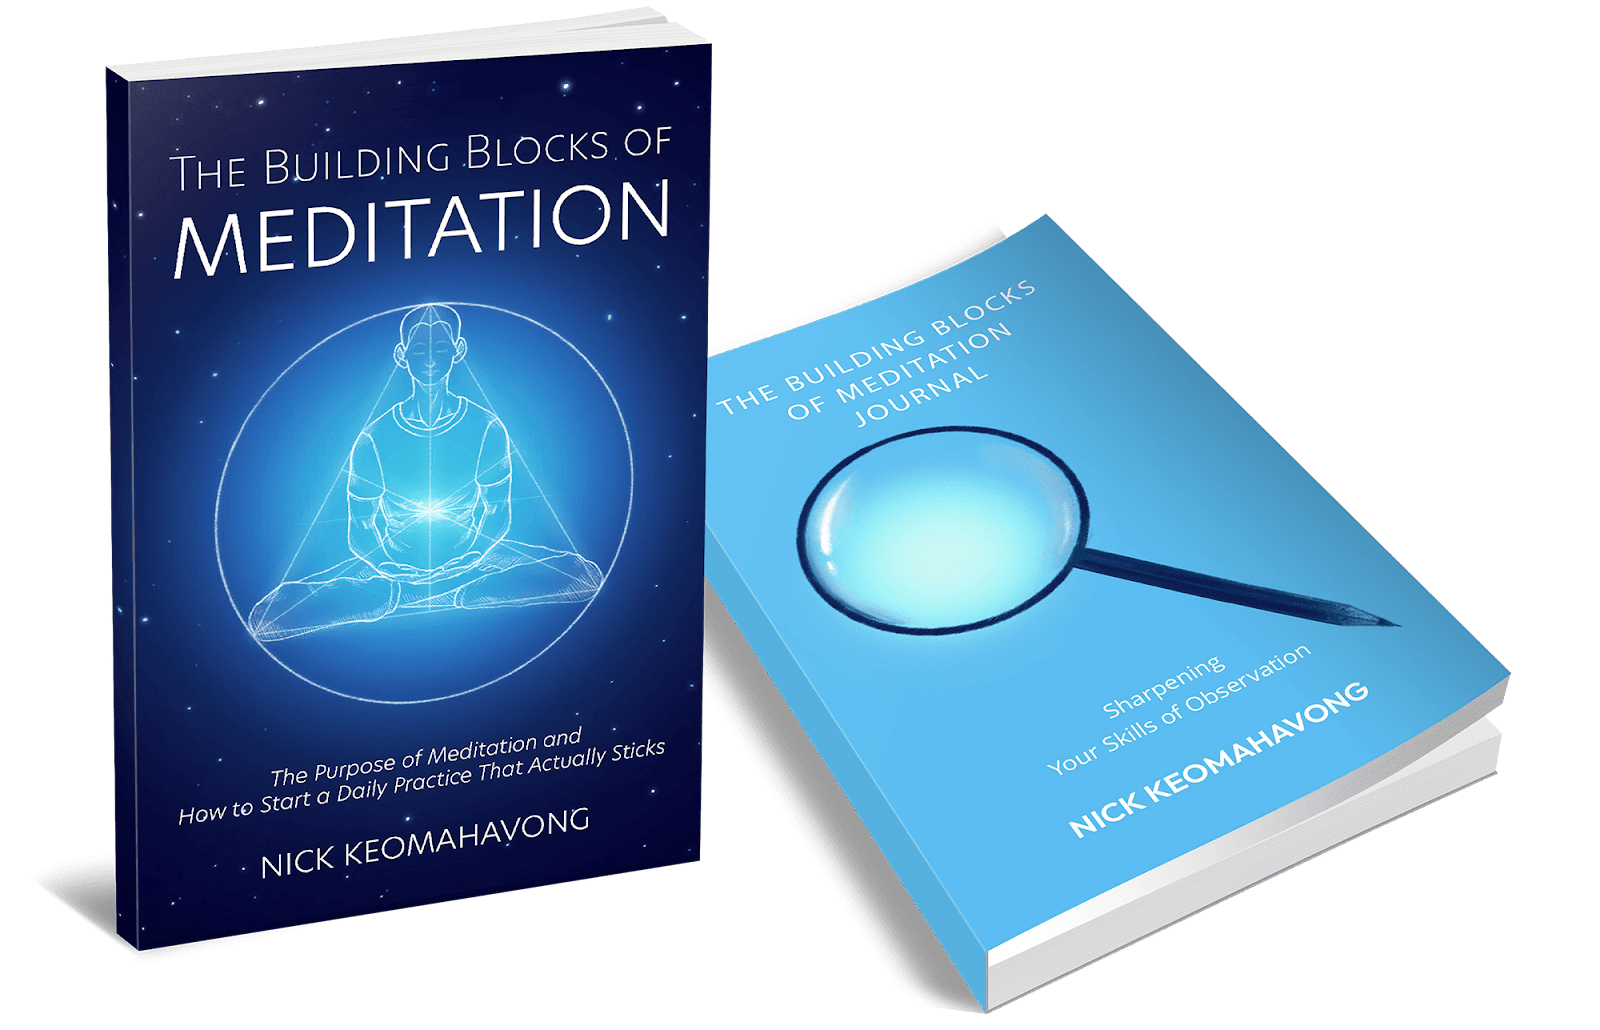 THE BUILDING BLOCKS OF
MEDITATION
The Purpose of Meditation and
How to Start a Daily Practice That Actually Sticks
NICK KEOMAHAVONG
THE BUILDING BLOCKS
OF MEDITATION
JOURNAL
Sharpening
Your Skills of Observation
NICK KEOMAHAVONG